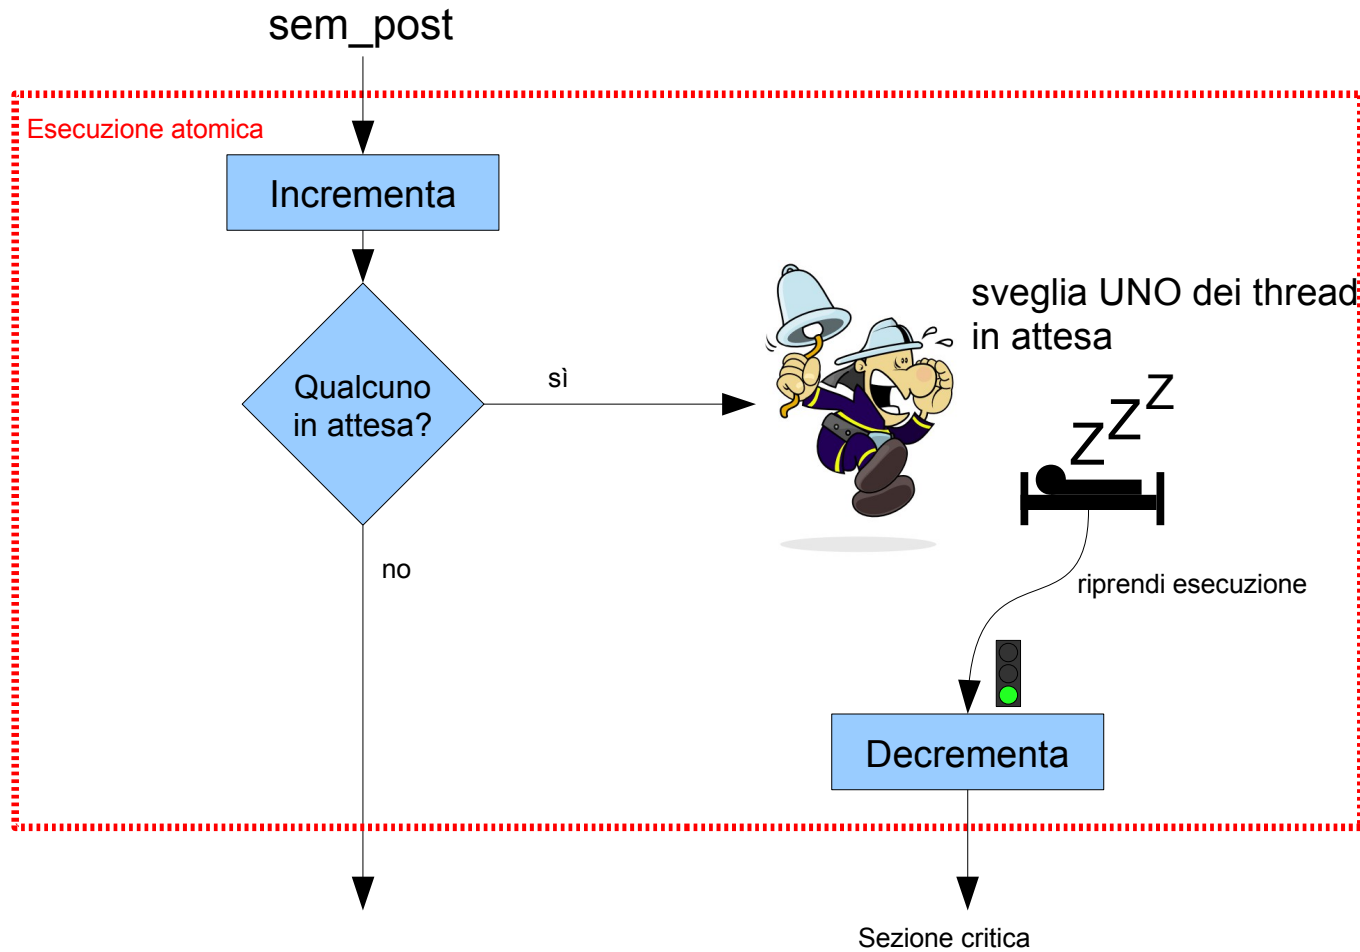 sem_post
Esecuzione atomica
Incrementa
Qualcuno
in attesa?
sì
no
sveglia UNO dei thread
in attesa
Z Z Z
riprendi esecuzione
Decrementa
Sezione critica